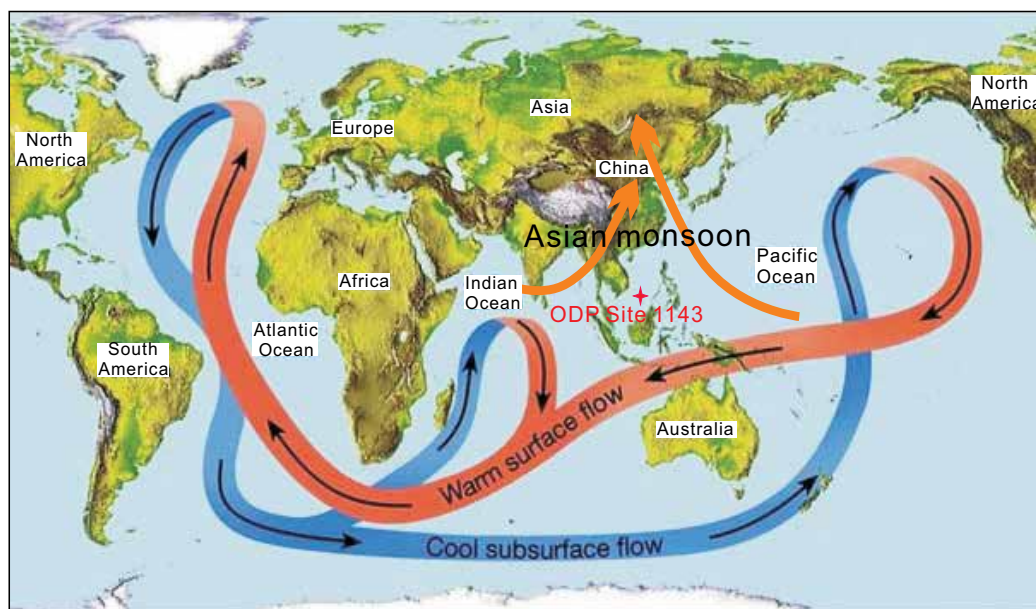 North
America
Europe
Asia
North
America
China
Asian monsoon
Pacific
Ocean
Africa
Indian
Ocean
ODP Site 1143
Atlantic
Ocean
South
America
Australia
Warm surface flow
Cool subsurface flow